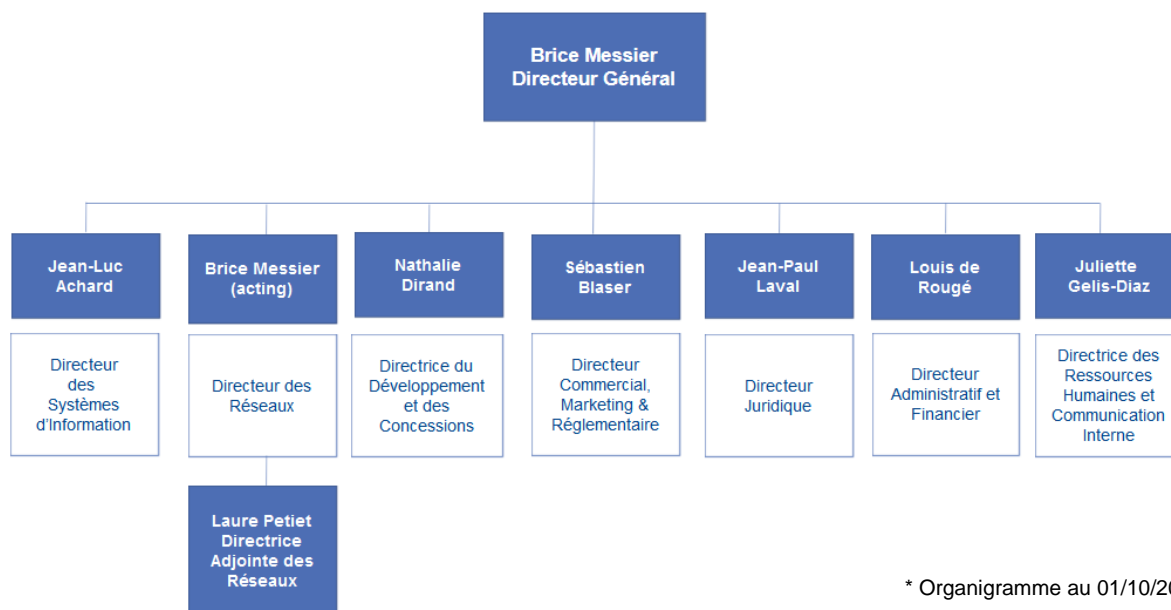 Brice Messier
Directeur Général
Jean-Luc
Achard
Brice Messier
(acting)
Nathalie
Dirand
Sébastien
Blaser
Jean-Paul
Laval
Louis de
Rougé
Juliette
Gelis-Diaz
Directeur
des
Systèmes
d'Information
Directeur des
Réseaux
Directrice du
Développement
et des
Concessions
Directeur
Commercial,
Marketing &
Réglementaire
Directeur
Juridique
Directeur
Administratif et
Financier
Directrice des
Ressources
Humaines et
Communication
Interne
Laure Petiet
Directrice
Adjointe des
Réseaux
* Organigramme au